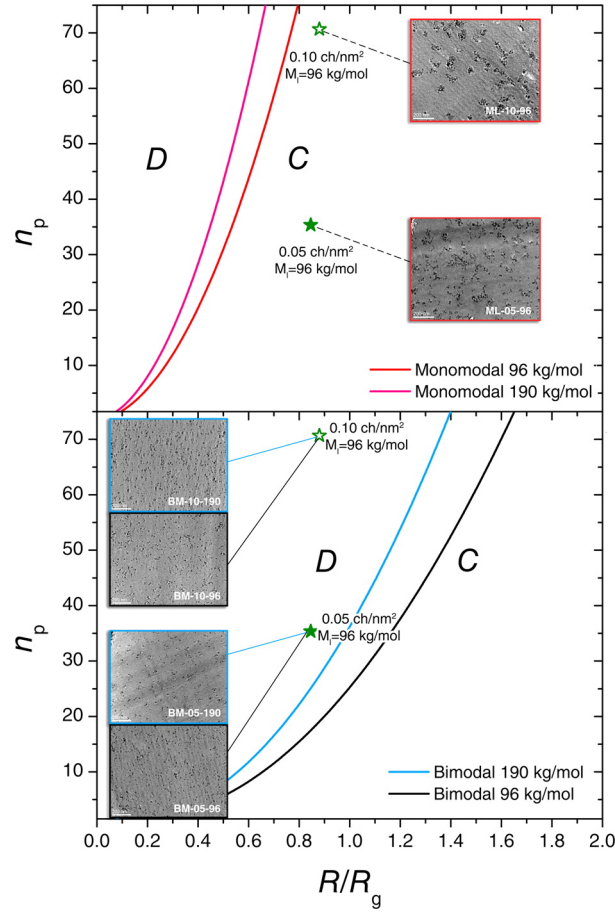 70
60
50
40
30
20
10
n_p
D
C
0.10 ch/nm²
M_l=96 kg/mol
ML-10-96
0.05 ch/nm²
M_l=96 kg/mol
ML-05-96
Monomodal 96 kg/mol
Monomodal 190 kg/mol
70
60
50
40
30
20
10
n_p
BM-10-190
BM-10-96
0.10 ch/nm²
M_l=96 kg/mol
D
C
0.05 ch/nm²
M_l=96 kg/mol
BM-05-190
BM-05-96
Bimodal 190 kg/mol
Bimodal 96 kg/mol
0.0 0.2 0.4 0.6 0.8 1.0 1.2 1.4 1.6 1.8 2.0
R/R_g